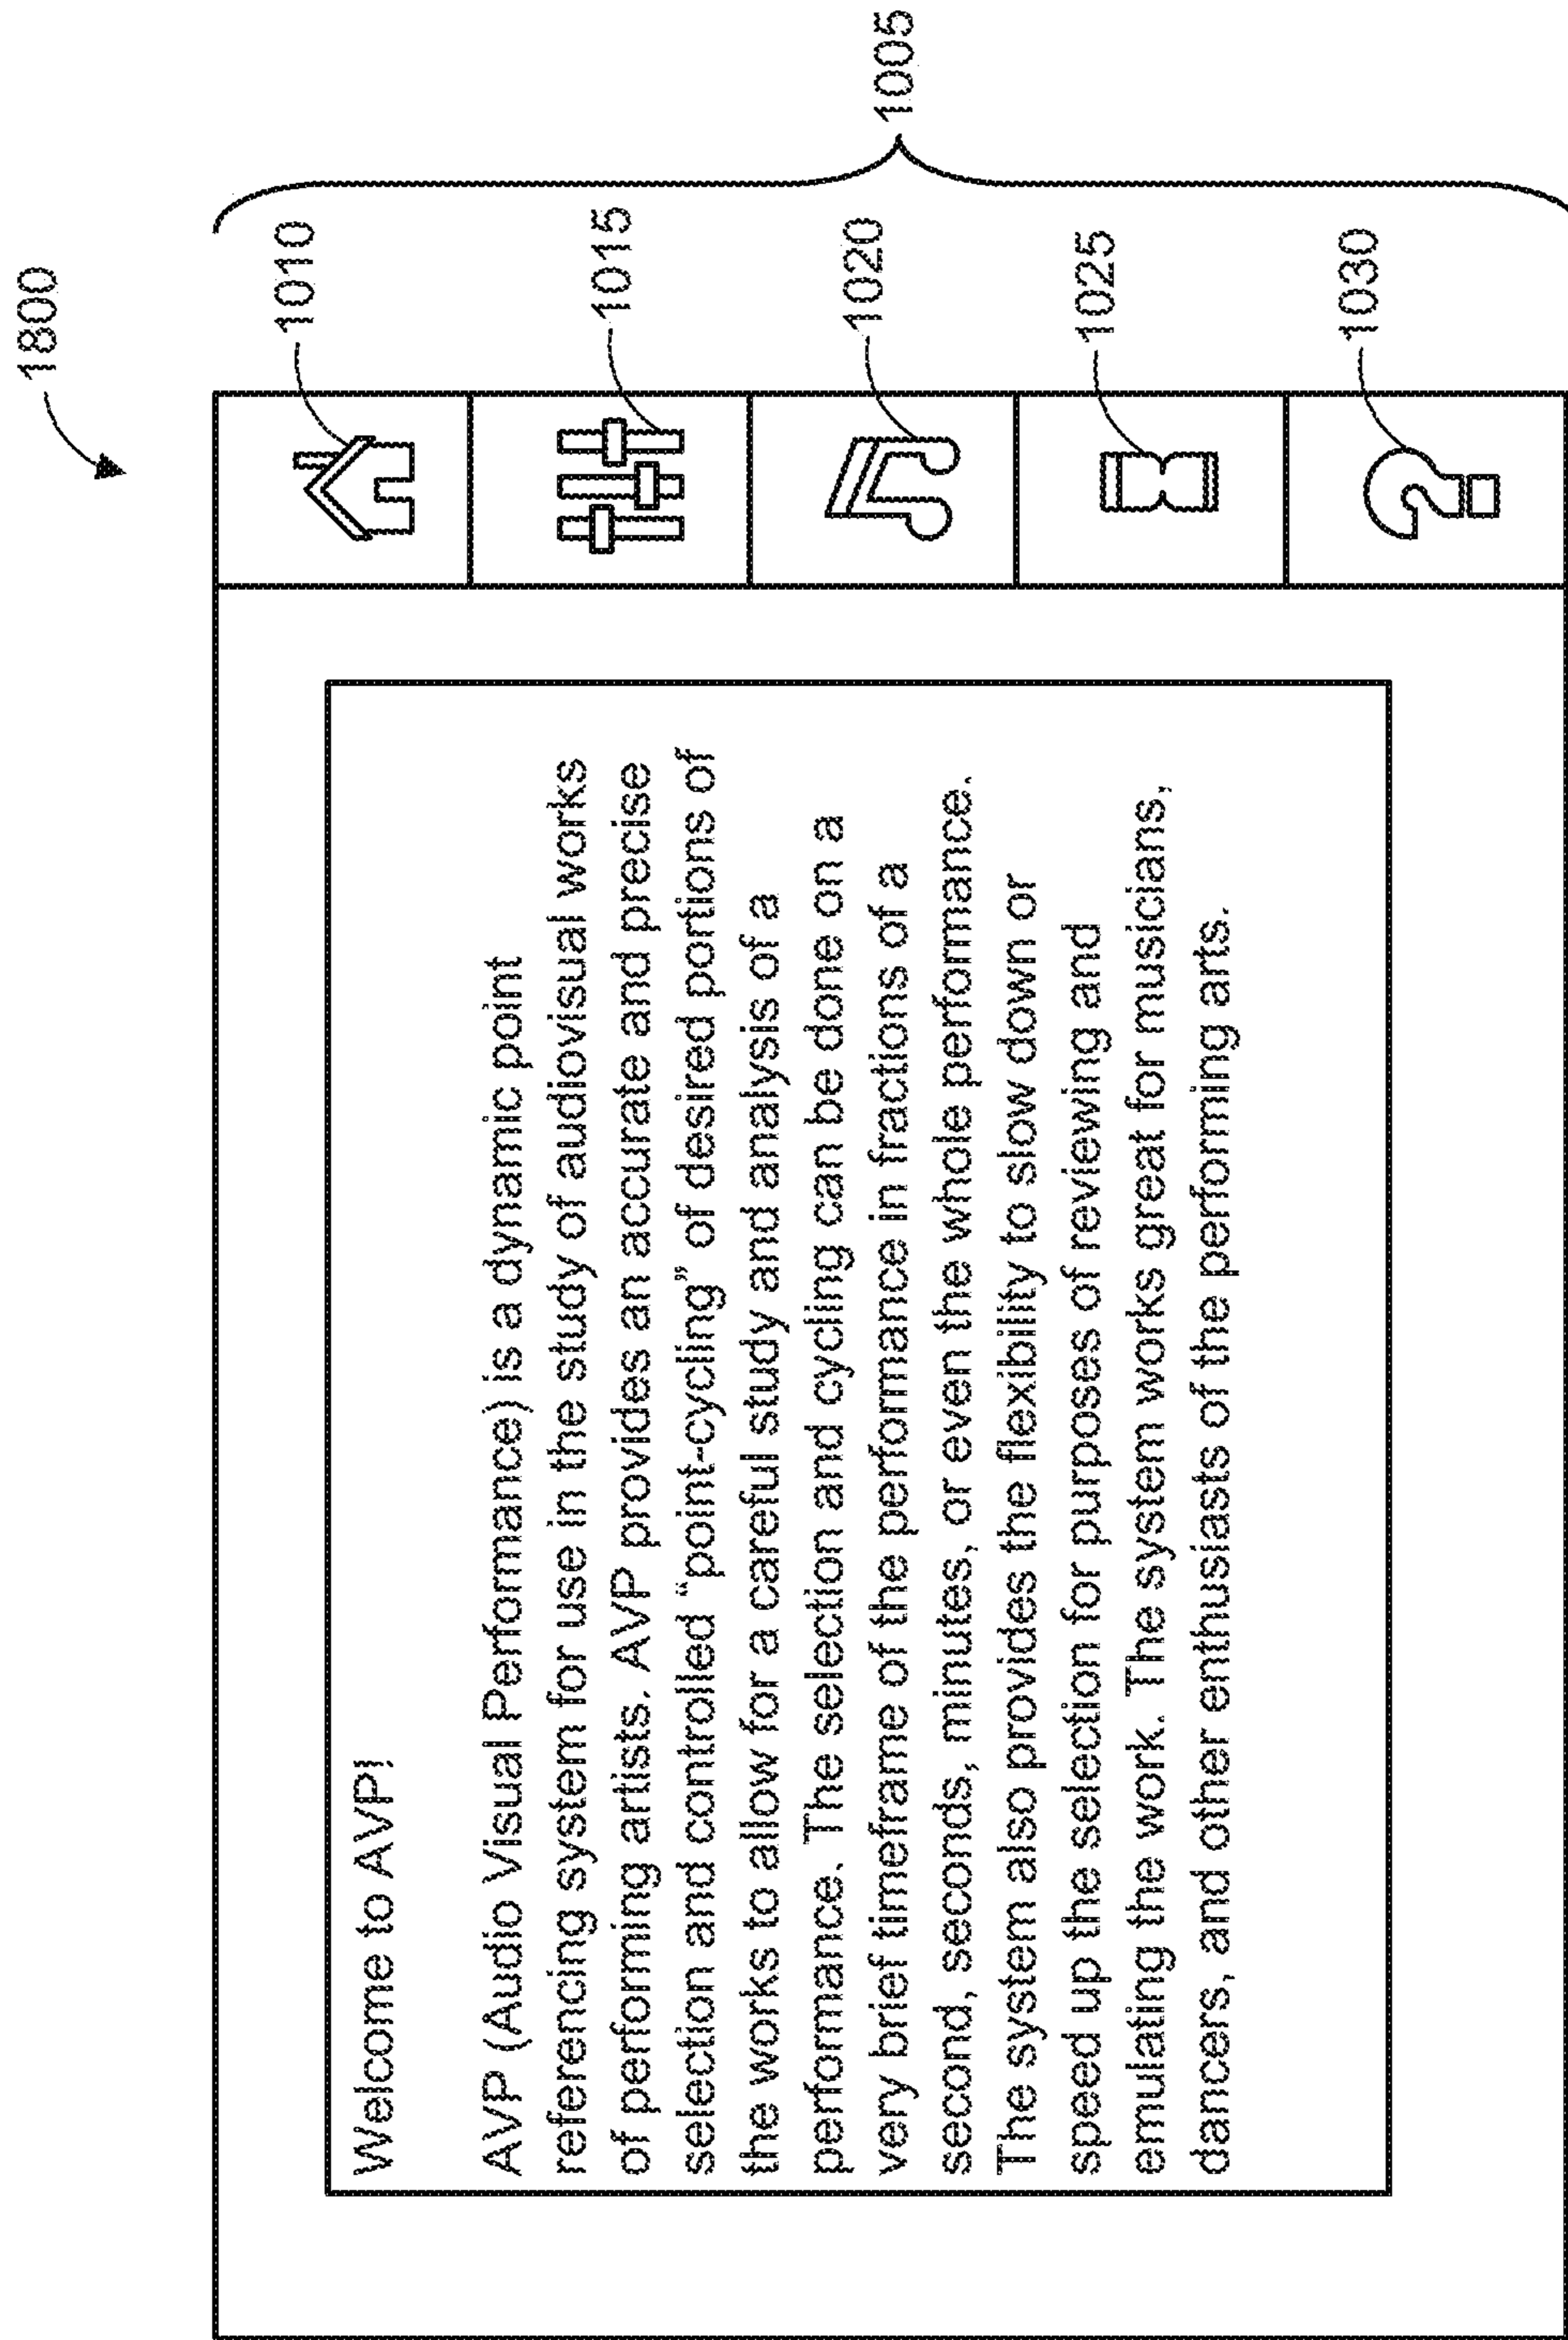 1800
Welcome to AVP!
AVP (Audio Visual Performance) is a dynamic point
referencing system for use in the study of audiovisual works
of performing artists. AVP provides an accurate and precise
selection and controlled “point-cycling” of desired portions of
the works to allow for a careful study and analysis of a
performance. The selection and cycling can be done on a
very brief timeframe of the performance in fractions of a
second, seconds, minutes, or even the whole performance.
The system also provides the flexibility to slow down or
speed up the selection for purposes of reviewing and
emulating the work. The system works great for musicians,
dancers, and other enthusiasts of the performing arts.
1010
1015
1020
1025
1030
1005